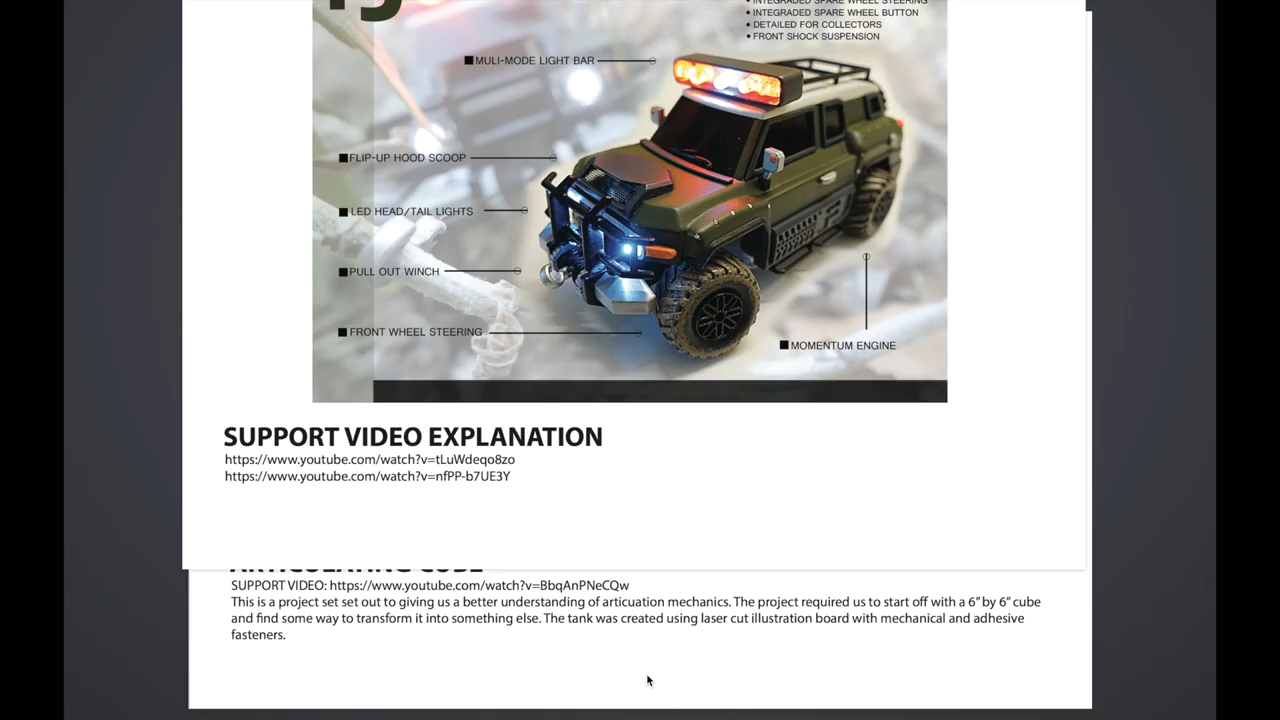 • INTEGRATED SPARE WHEEL STEERING
• INTEGRATED SPARE WHEEL BUTTON
• DETAILED FOR COLLECTORS
• FRONT SHOCK SUSPENSION
MULI-MODE LIGHT BAR
FLIP-UP HOOD SCOOP
LED HEAD/TAIL LIGHTS
PULL OUT WINCH
FRONT WHEEL STEERING
MOMENTUM ENGINE
SUPPORT VIDEO EXPLANATION
https://www.youtube.com/watch?v=tLuWdeqo8zo
https://www.youtube.com/watch?v=nfPP-b7UE3Y
ARTICULATING CUBE
SUPPORT VIDEO: https://www.youtube.com/watch?v=BbqAnPNeCQw
This is a project set set out to giving us a better understanding of articuation mechanics. The project required us to start off with a 6” by 6” cube
and find some way to transform it into something else. The tank was created using laser cut illustration board with mechanical and adhesive
fasteners.